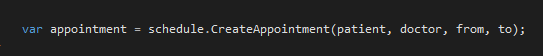 var appointment = schedule.CreateAppointment(patient, doctor, from, to);